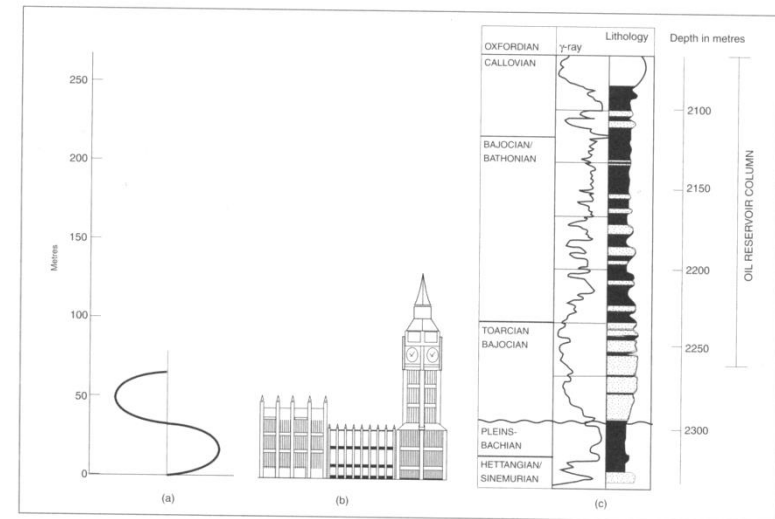 Metres
250
200
150
100
50
0
(a)
(b)
OXFORDIAN
γ-ray
Lithology
CALLOVIAN
BAJOCIAN/
BATHONIAN
TOARCIAN
BAJOCIAN
PLEINS-
BACHIAN
HETTANGIAN/
SINEMURIAN
(c)
Depth in metres
2100
2150
2200
2250
2300
OIL RESERVOIR COLUMN